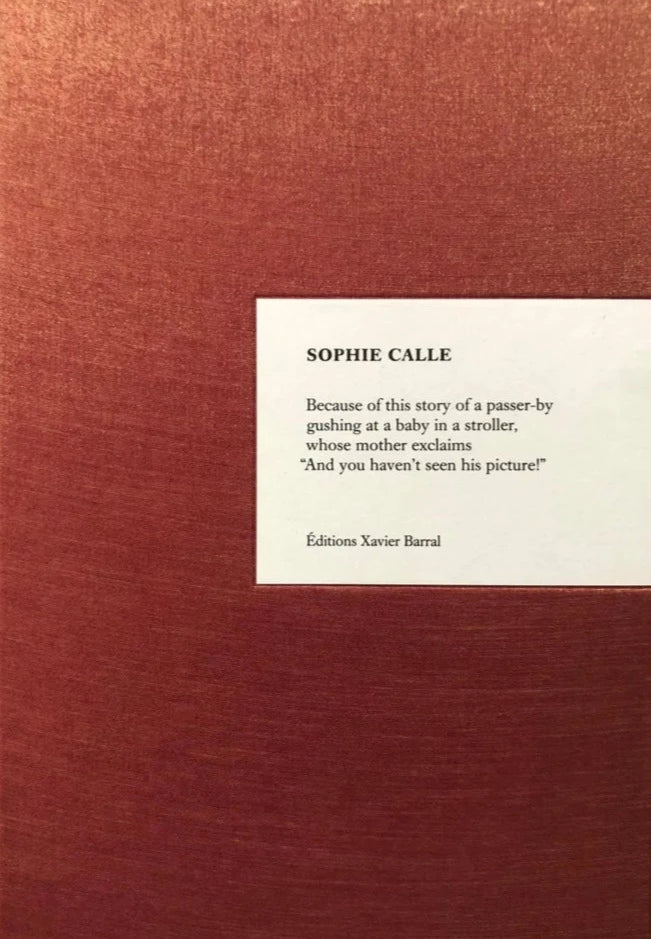 SOPHIE CALLE
Because of this story of a passer-by
gushing at a baby in a stroller,
whose mother exclaims
“And you haven’t seen his picture!”
Éditions Xavier Barral